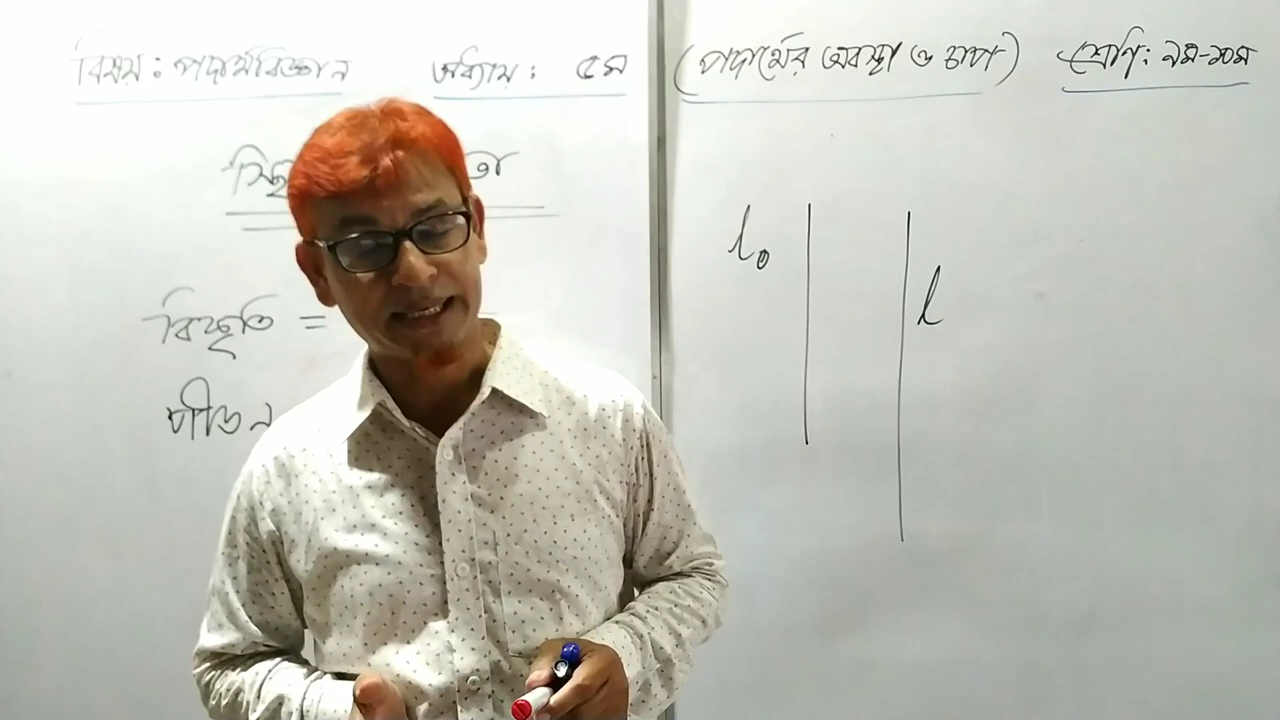 বিষয়: পদার্থবিজ্ঞান অধ্যায়: ৫ম (পদার্থের অবস্থা ও চাপ) শ্রেণি: ৯ম-১০ম
l₀
l
বিকৃতি =
পীড়ন